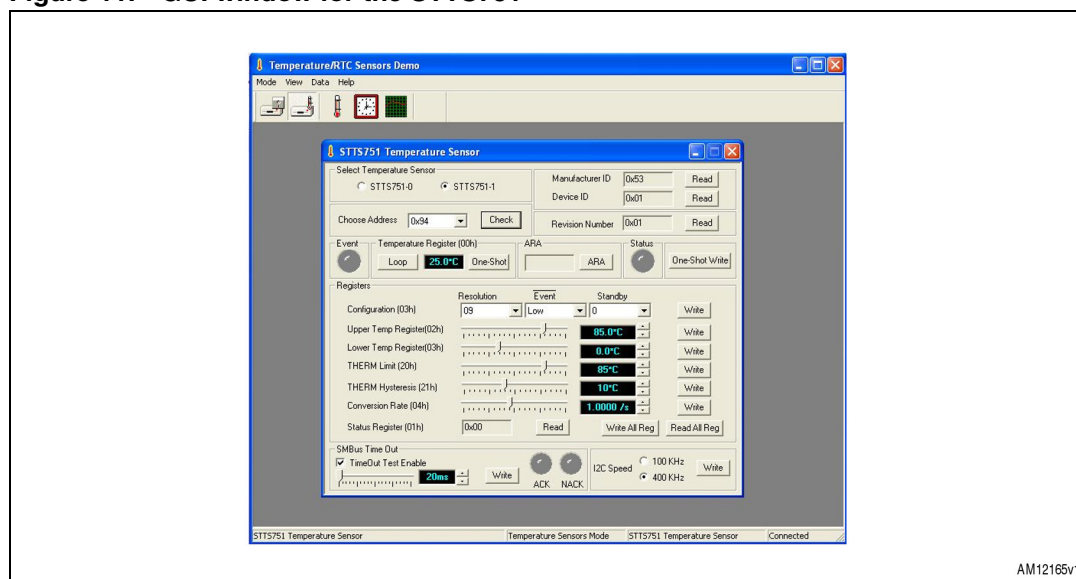 Temperature/RTC Sensors Demo
Mode View Data Help
STTS751 Temperature Sensor
Select Temperature Sensor
STTS751-0 STTS751-1
Manufacturer ID 0x53 Read
Device ID 0x01 Read
Choose Address 0x94 Check
Revision Number 0x01 Read
Event Temperature Register (00h) ARA Status
Loop 25.0°C One-Shot ARA One-Shot Write
Registers
Resolution Event Standby
Configuration (03h) 09 Low 0 Write
Upper Temp Register(02h) 85.0°C Write
Lower Temp Register(03h) 0.0°C Write
THERM Limit (20h) 85°C Write
THERM Hysteresis (21h) 10°C Write
Conversion Rate (04h) 1.0000 /s Write
Status Register (01h) 0x00 Read Write All Reg Read All Reg
SMBus Time Out
TimeOut Test Enable
20ms Write ACK NACK
I2C Speed 100 KHz 400 KHz Write
STTS751 Temperature Sensor Temperature Sensors Mode STTS751 Temperature Sensor Connected
AM12165v1